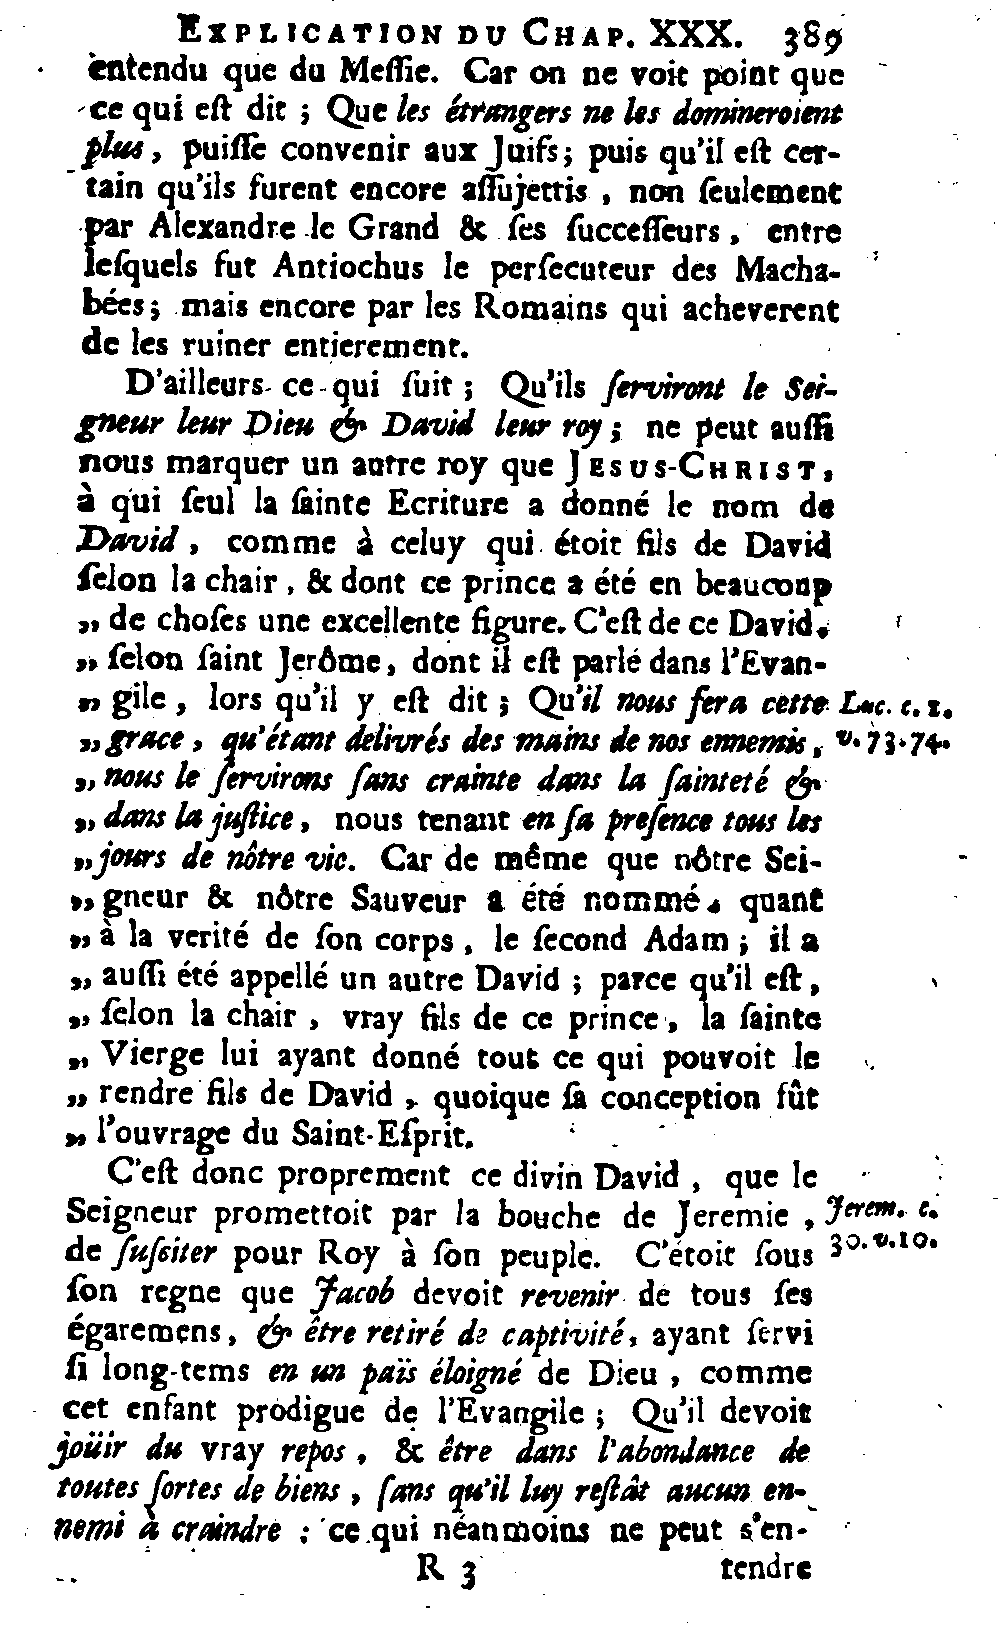 EXPLICATION DU CHAP. XXX. 389
entendu que du Meſſie. Car on ne voit point que
ce qui eſt dit ; Que les étrangers ne les domineroient
plus, puiſſe convenir aux Juifs; puis qu'il eſt cer-
tain qu'ils furent encore aſſujettis, non ſeulement
par Alexandre le Grand & ſes ſucceſſeurs, entre
leſquels fut Antiochus le perſecuteur des Macha-
bées; mais encore par les Romains qui acheverent
de les ruiner entierement.
D'ailleurs ce qui ſuit ; Qu'ils ſerviront le Sei-
gneur leur Dieu & David leur roy; ne peut auſſi
nous marquer un autre roy que JESUS-CHRIST,
à qui ſeul la ſainte Ecriture a donné le nom de
David, comme à celuy qui étoit fils de David
ſelon la chair, & dont ce prince a été en beaucoup
„ de choſes une excellente figure. C'eſt de ce David,
„ ſelon ſaint Jerôme, dont il eſt parlé dans l'Evan-
„ gile, lors qu'il y eſt dit ; Qu'il nous fera cette Luc. c. 1.
„ grace, qu'étant delivrés des mains de nos ennemis, v. 73. 74.
„ nous le ſervirons ſans crainte dans la ſainteté &
„ dans la juſtice, nous tenant en ſa preſence tous les
„ jours de nôtre vie. Car de même que nôtre Sei-
„ gneur & nôtre Sauveur a été nommé, quant
„ à la verité de ſon corps, le ſecond Adam; il a
„ auſſi été appellé un autre David ; parce qu'il eſt,
„ ſelon la chair, vray fils de ce prince, la ſainte
„ Vierge lui ayant donné tout ce qui pouvoit le
„ rendre fils de David, quoique ſa conception fût
„ l'ouvrage du Saint-Eſprit.
C'eſt donc proprement ce divin David, que le
Seigneur promettoit par la bouche de Jeremie, Jerem. c.
de ſuſciter pour Roy à ſon peuple. C'étoit ſous 30. v. 10.
ſon regne que Jacob devoit revenir de tous ſes
égaremens, & être retiré de captivité, ayant ſervi
ſi long-tems en un païs éloigné de Dieu, comme
cet enfant prodigue de l'Evangile ; Qu'il devoit
joüir du vray repos, & être dans l'abondance de
toutes ſortes de biens, ſans qu'il luy reſtât aucun en-
nemi à craindre ; ce qui néanmoins ne peut s'en-
R 3 tendre